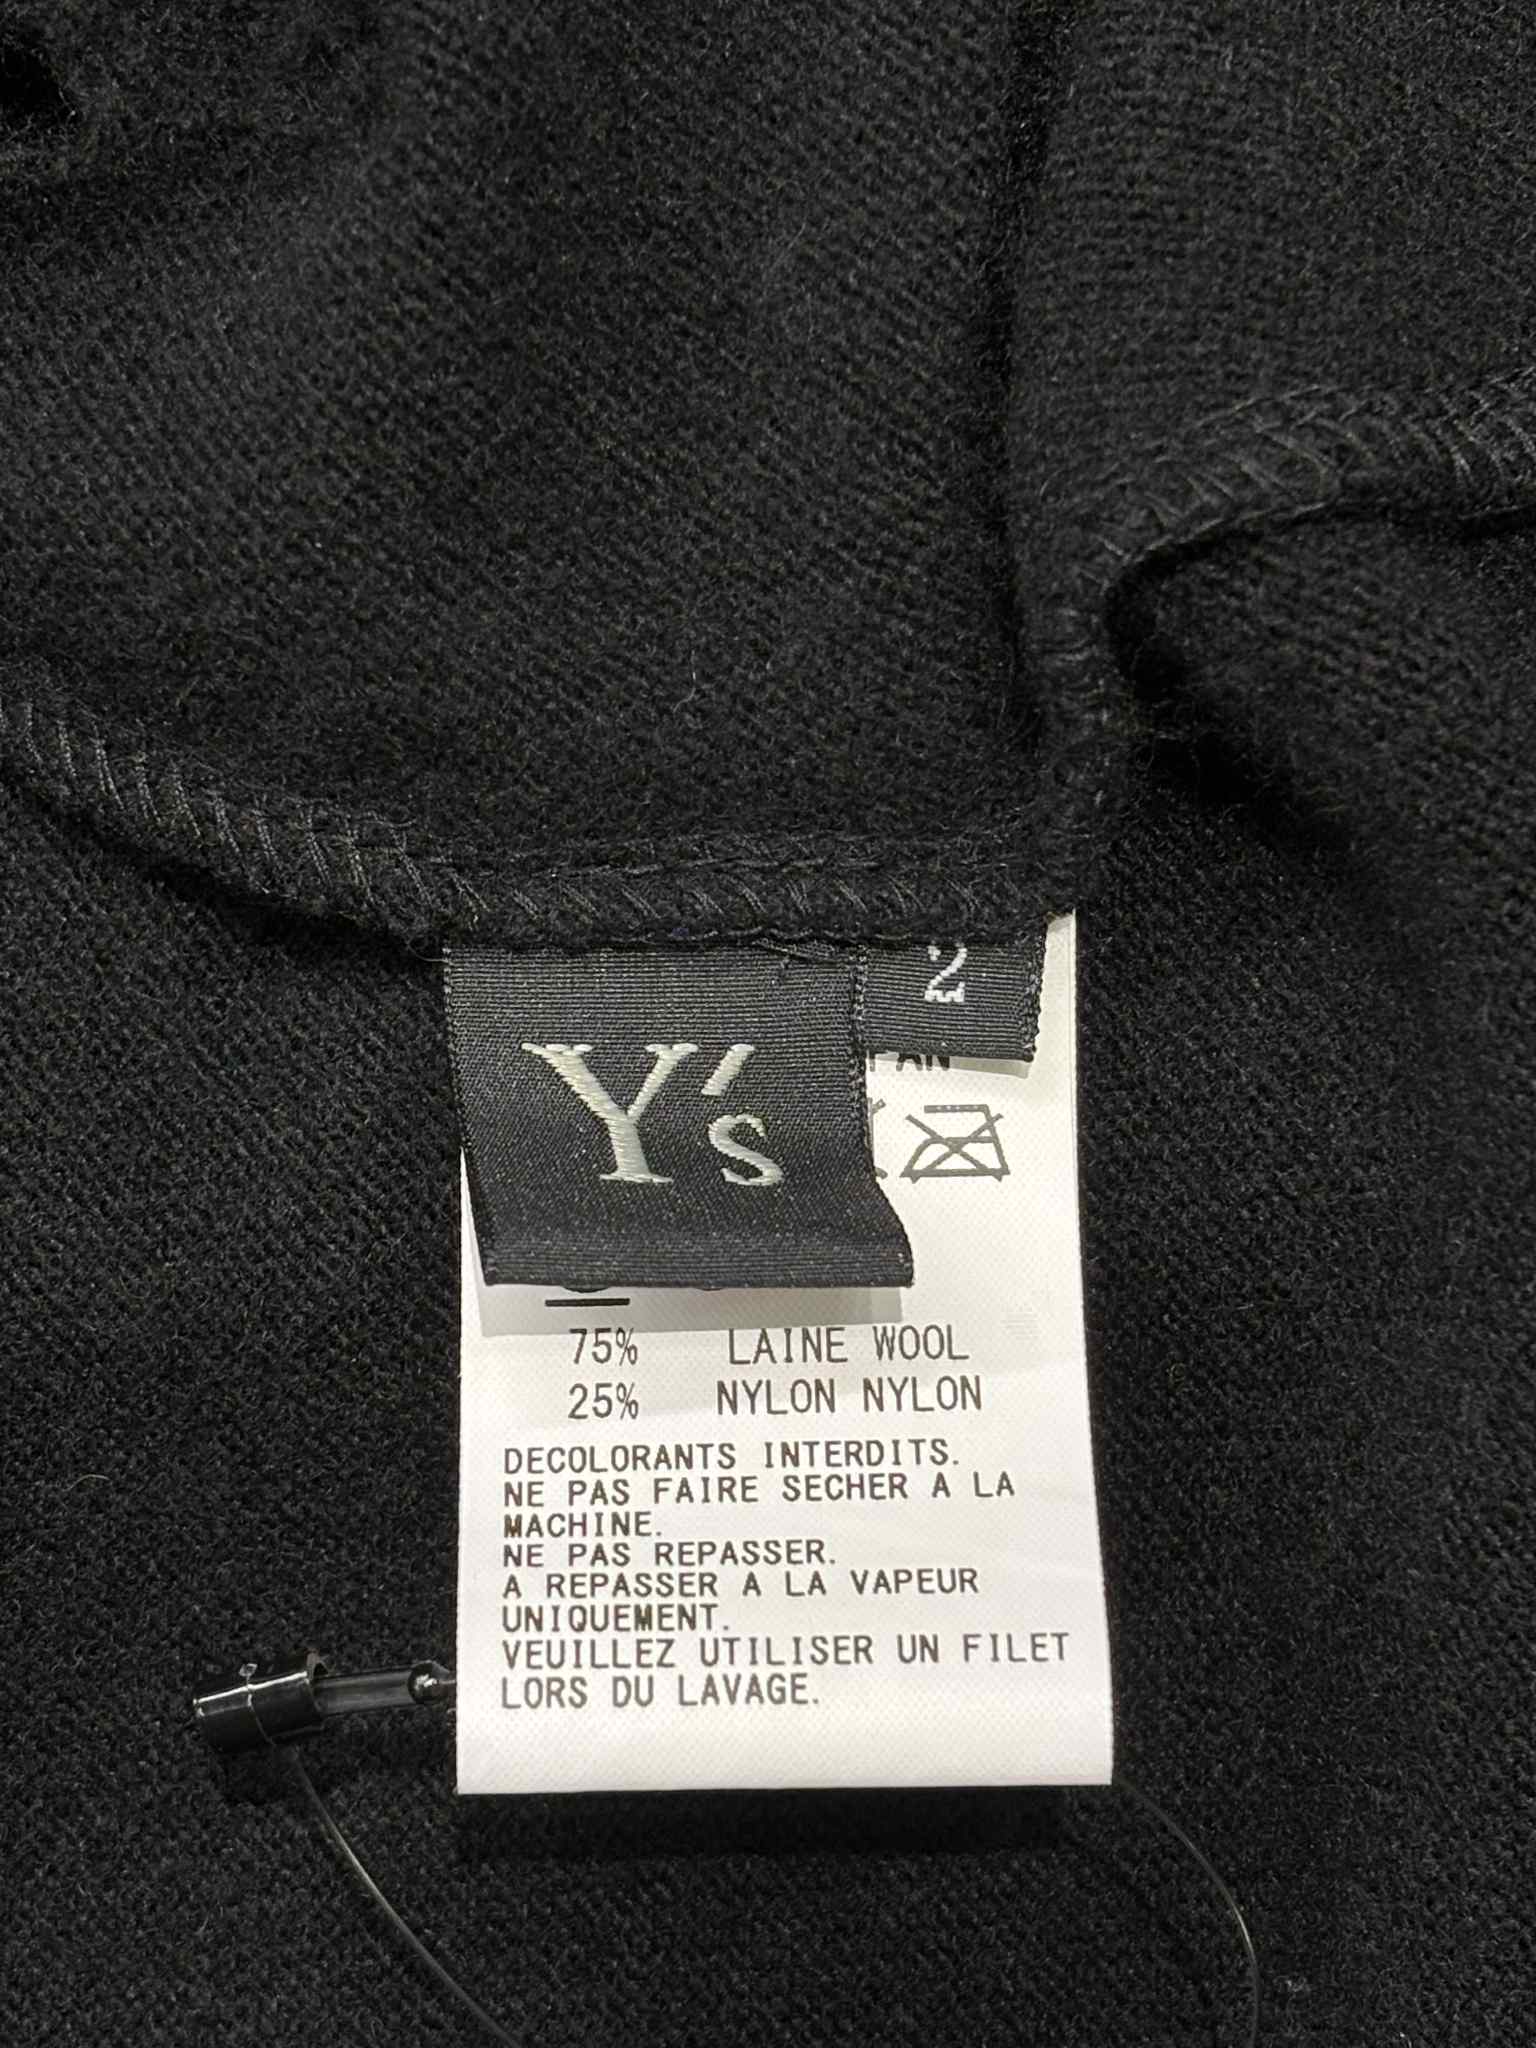 2
Y's
75% LAINE WOOL
25% NYLON NYLON
DECOLORANTS INTERDITS.
NE PAS FAIRE SECHER A LA
MACHINE.
NE PAS REPASSER.
A REPASSER A LA VAPEUR
UNIQUEMENT.
VEUILLEZ UTILISER UN FILET
LORS DU LAVAGE.